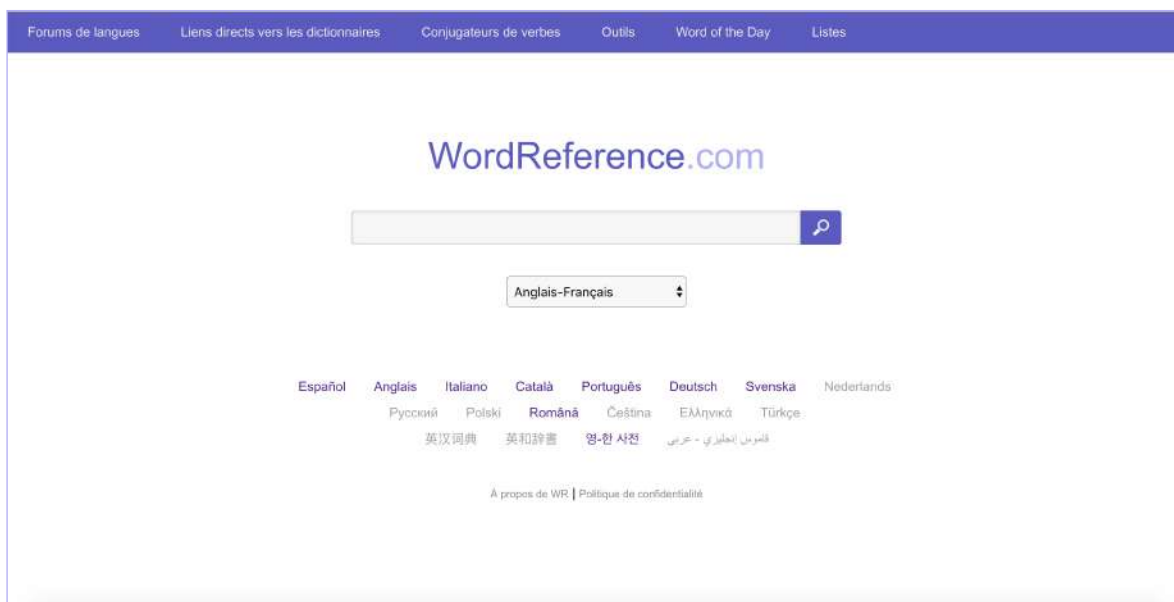 Forums de langues Liens directs vers les dictionnaires Conjugateurs de verbes Outils Word of the Day Listes
WordReference.com
Anglais-Français
Español Anglais Italiano Català Português Deutsch Svenska Nederlands
Русский Polski Română Čeština Ελληνικά Türkçe
英汉词典 英和辞書 영-한 사전 قاموس إنجليزي - عربي
À propos de WR | Politique de confidentialité